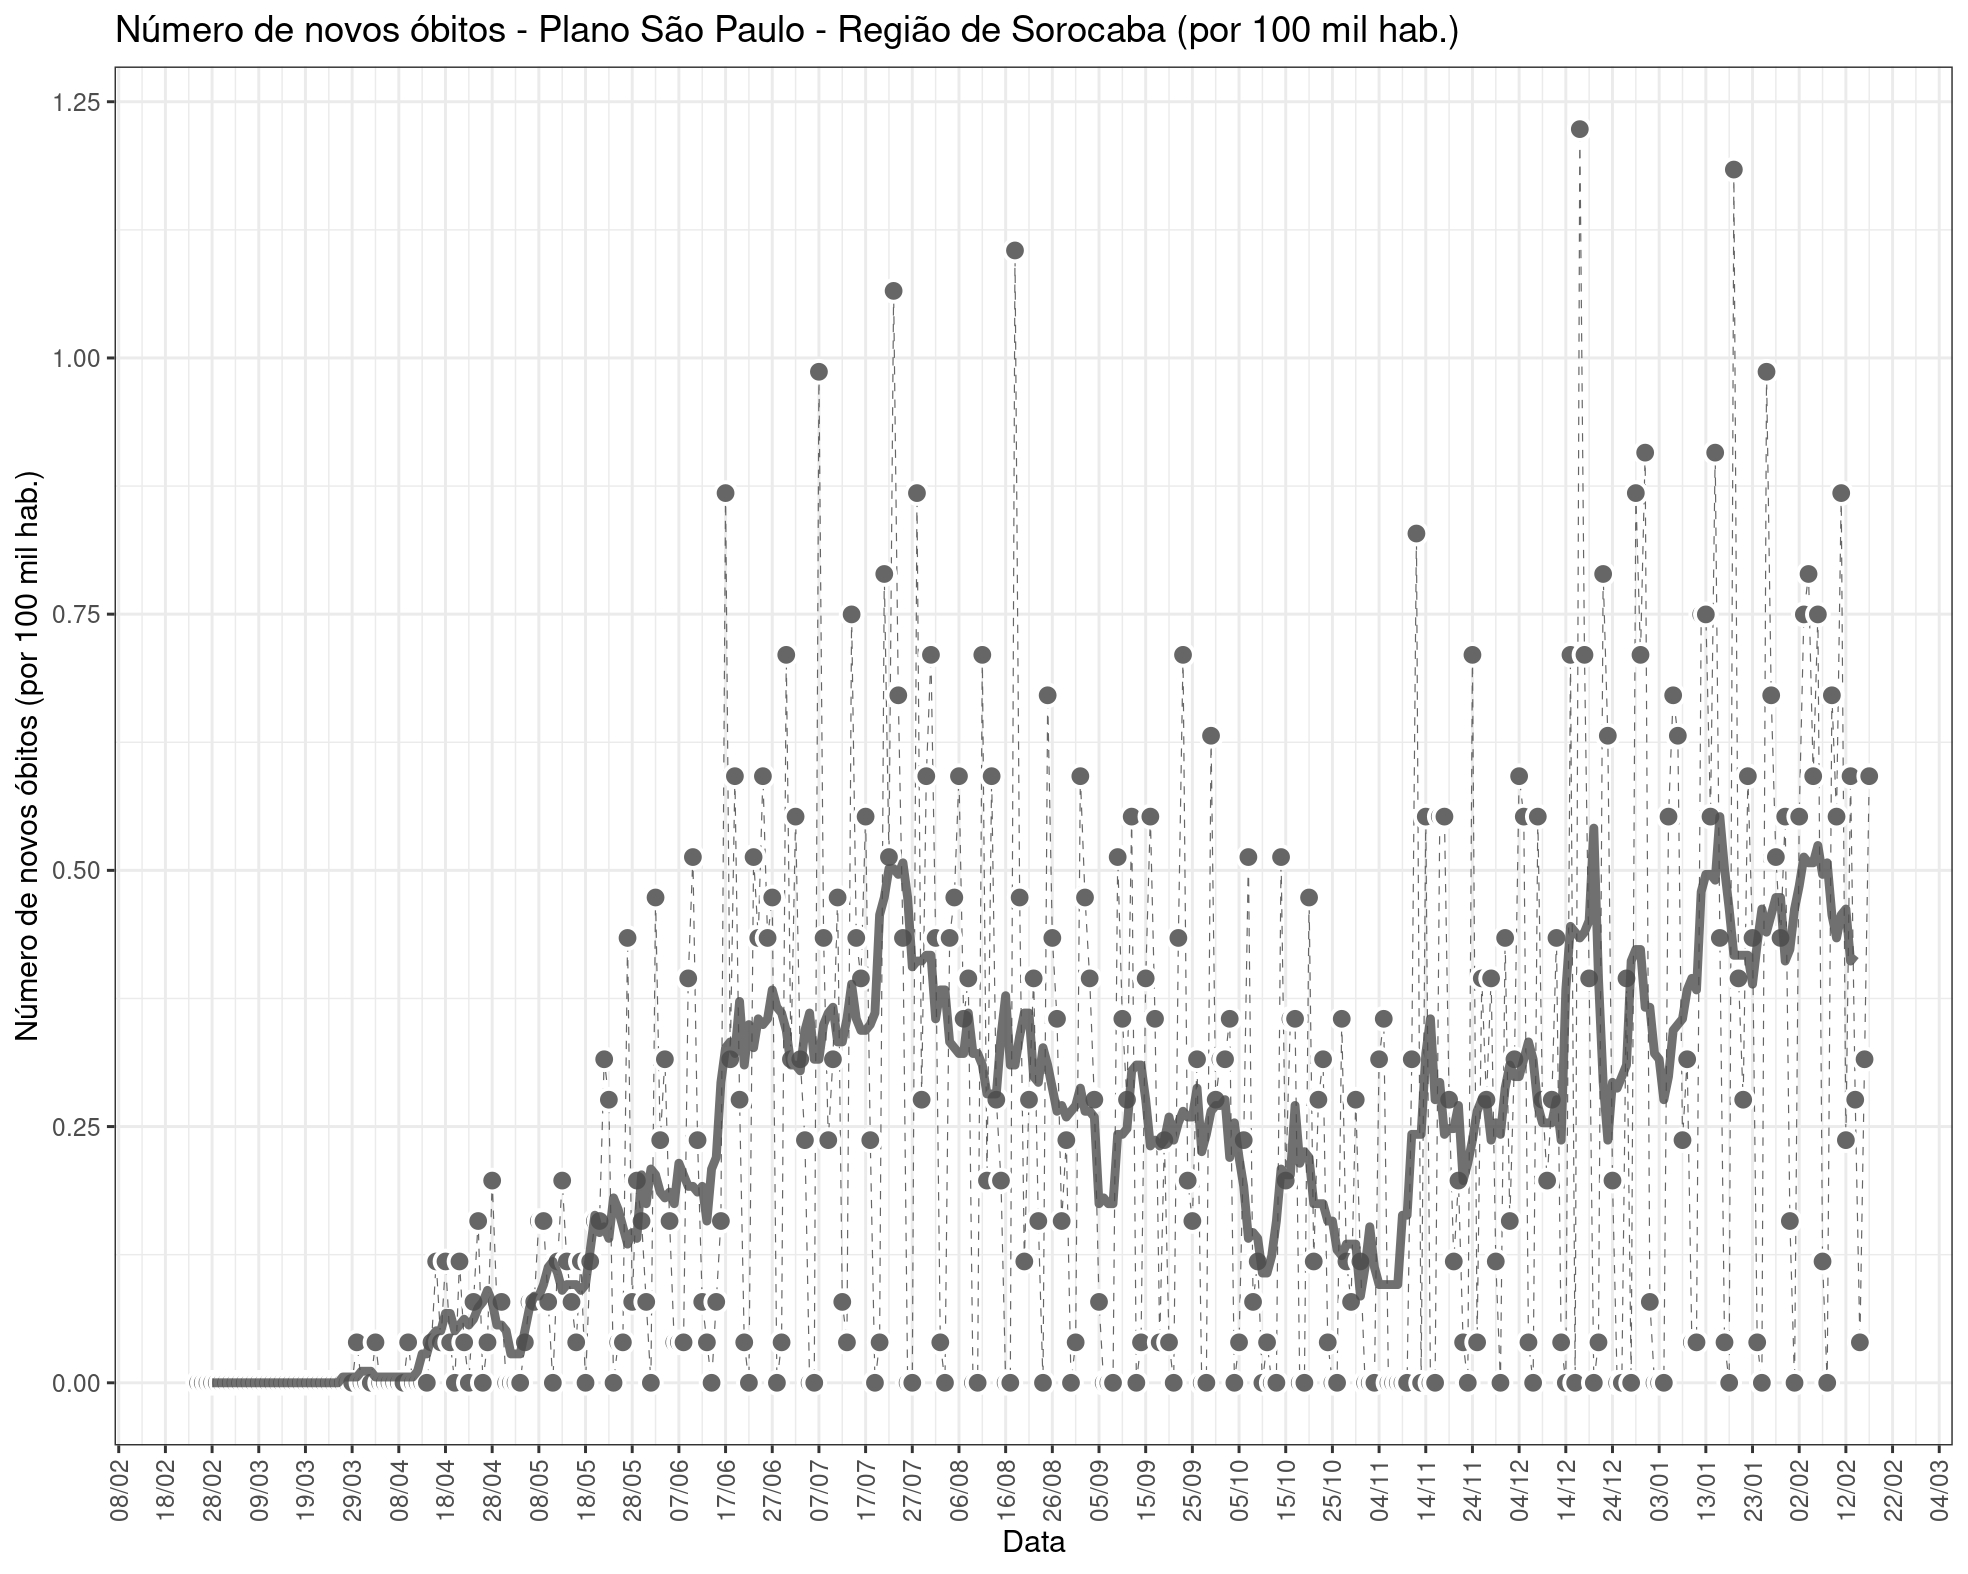 Número de novos óbitos - Plano São Paulo - Região de Sorocaba (por 100 mil hab.)
Número de novos óbitos (por 100 mil hab.)
1.25
1.00
0.75
0.50
0.25
0.00
08/02 18/02 28/02 09/03 19/03 29/03 08/04 18/04 28/04 08/05 18/05 28/05 07/06 17/06 27/06 07/07 17/07 27/07 06/08 16/08 26/08 05/09 15/09 25/09 05/10 15/10 25/10 04/11 14/11 24/11 04/12 14/12 24/12 03/01 13/01 23/01 02/02 12/02 22/02 04/03
Data